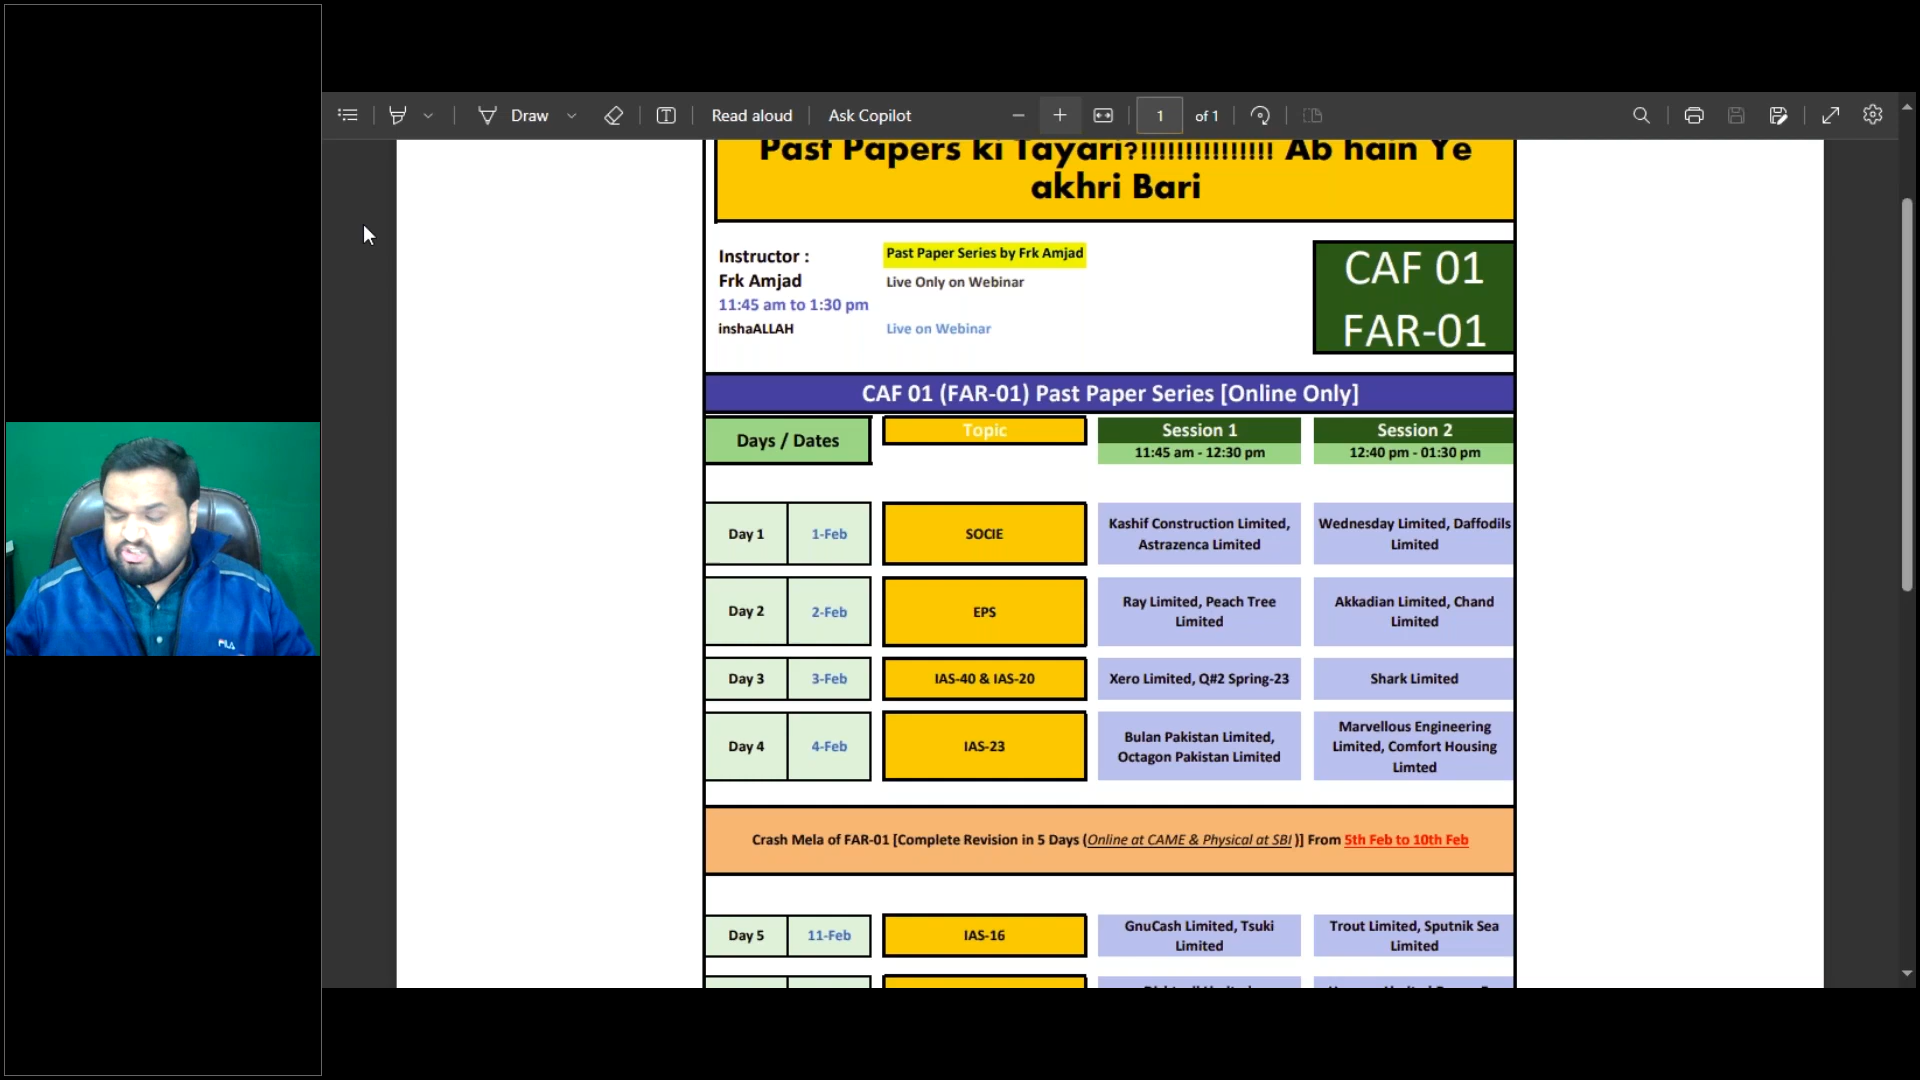 Draw
Read aloud
Ask Copilot
1
of 1
Past Papers ki Tayari?!!!!!!!!!!!!!!! Ab hain Ye
akhri Bari
Instructor :
Frk Amjad
11:45 am to 1:30 pm
inshaALLAH
Past Paper Series by Frk Amjad
Live Only on Webinar
Live on Webinar
CAF 01
FAR-01
CAF 01 (FAR-01) Past Paper Series [Online Only]
Days / Dates
Topic
Session 1
11:45 am - 12:30 pm
Session 2
12:40 pm - 01:30 pm
Day 1
1-Feb
SOCIE
Kashif Construction Limited,
Astrazenca Limited
Wednesday Limited, Daffodils
Limited
Day 2
2-Feb
EPS
Ray Limited, Peach Tree
Limited
Akkadian Limited, Chand
Limited
Day 3
3-Feb
IAS-40 & IAS-20
Xero Limited, Q#2 Spring-23
Shark Limited
Day 4
4-Feb
IAS-23
Bulan Pakistan Limited,
Octagon Pakistan Limited
Marvellous Engineering
Limited, Comfort Housing
Limted
Crash Mela of FAR-01 [Complete Revision in 5 Days (Online at CAME & Physical at SBI )] From 5th Feb to 10th Feb
Day 5
11-Feb
IAS-16
GnuCash Limited, Tsuki
Limited
Trout Limited, Sputnik Sea
Limited
FILA